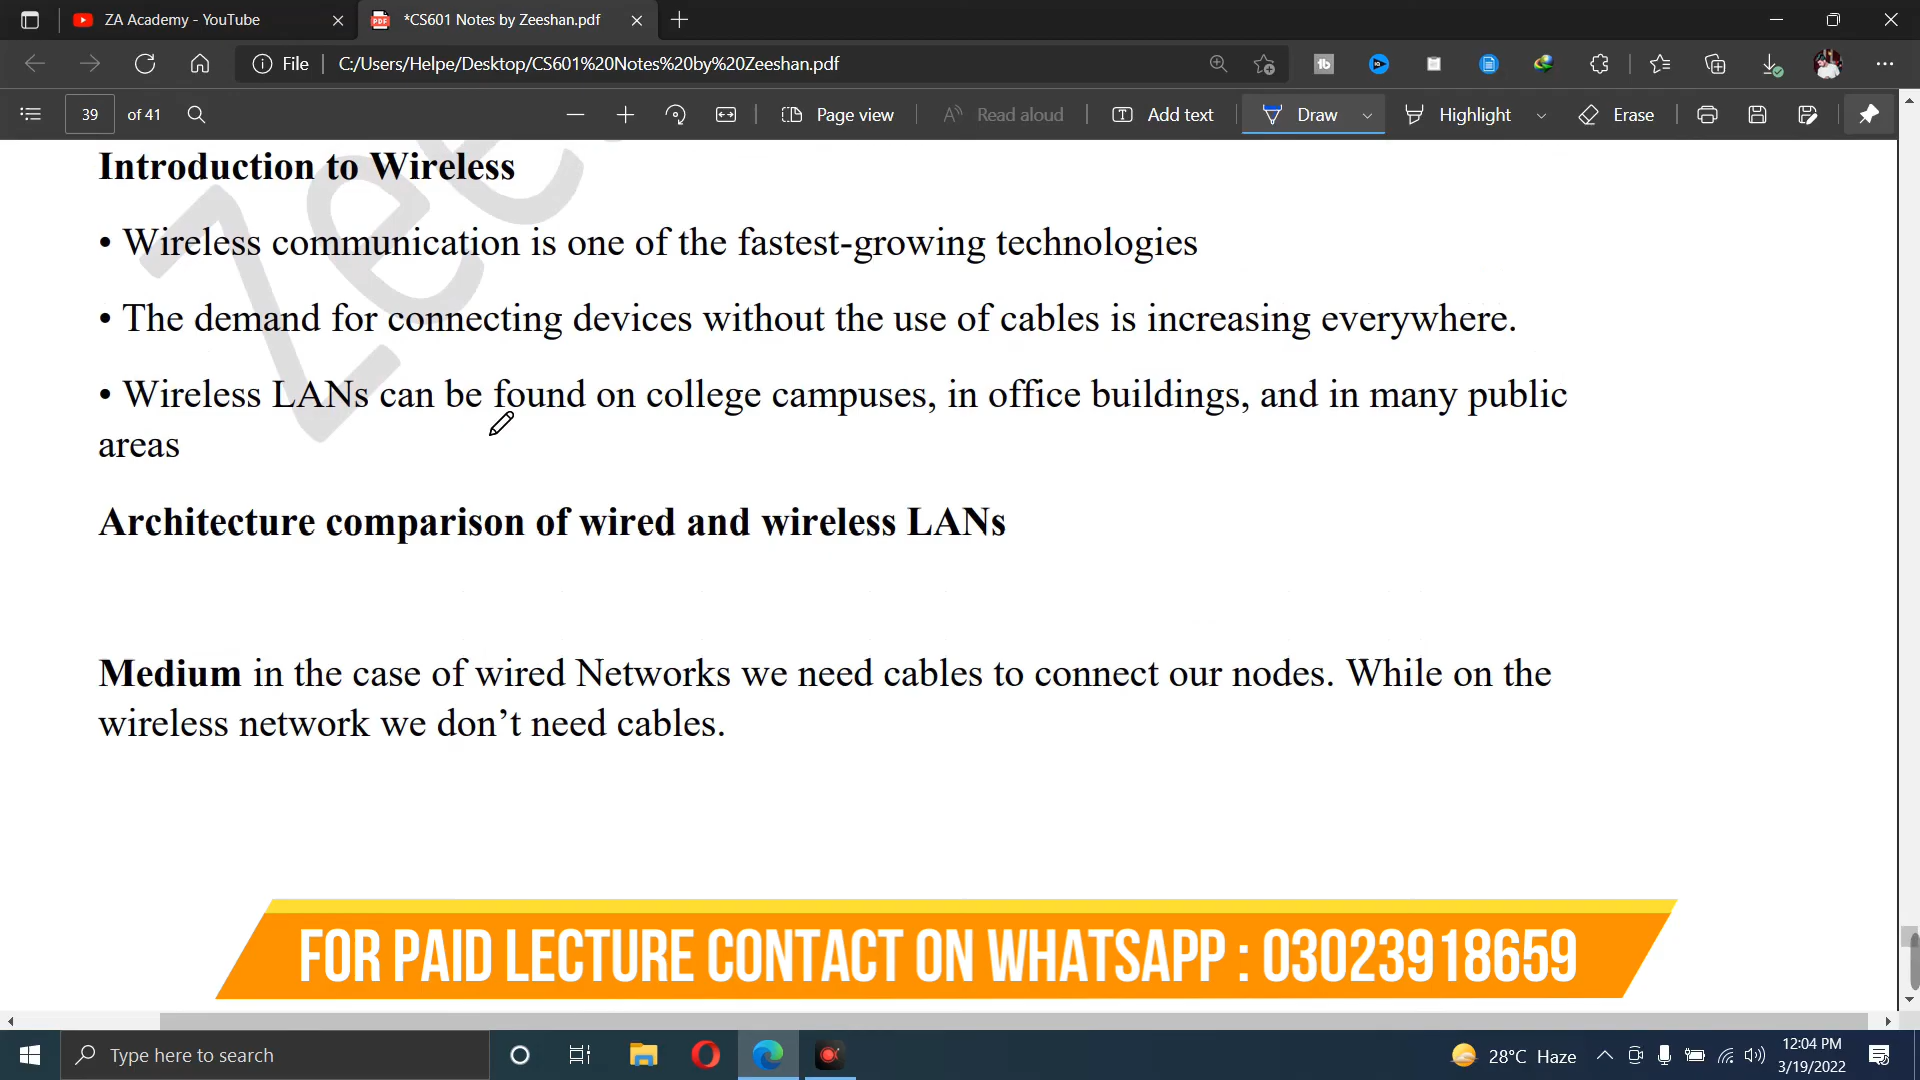 ZA Academy - YouTube
*CS601 Notes by Zeeshan.pdf
File
C:/Users/Helpe/Desktop/CS601%20Notes%20by%20Zeeshan.pdf
39 of 41
Page view
Read aloud
Add text
Draw
Highlight
Erase
Introduction to Wireless
• Wireless communication is one of the fastest-growing technologies
• The demand for connecting devices without the use of cables is increasing everywhere.
• Wireless LANs can be found on college campuses, in office buildings, and in many public
areas
Architecture comparison of wired and wireless LANs
Medium in the case of wired Networks we need cables to connect our nodes. While on the
wireless network we don’t need cables.
FOR PAID LECTURE CONTACT ON WHATSAPP : 03023918659
Type here to search
28°C Haze
12:04 PM
3/19/2022